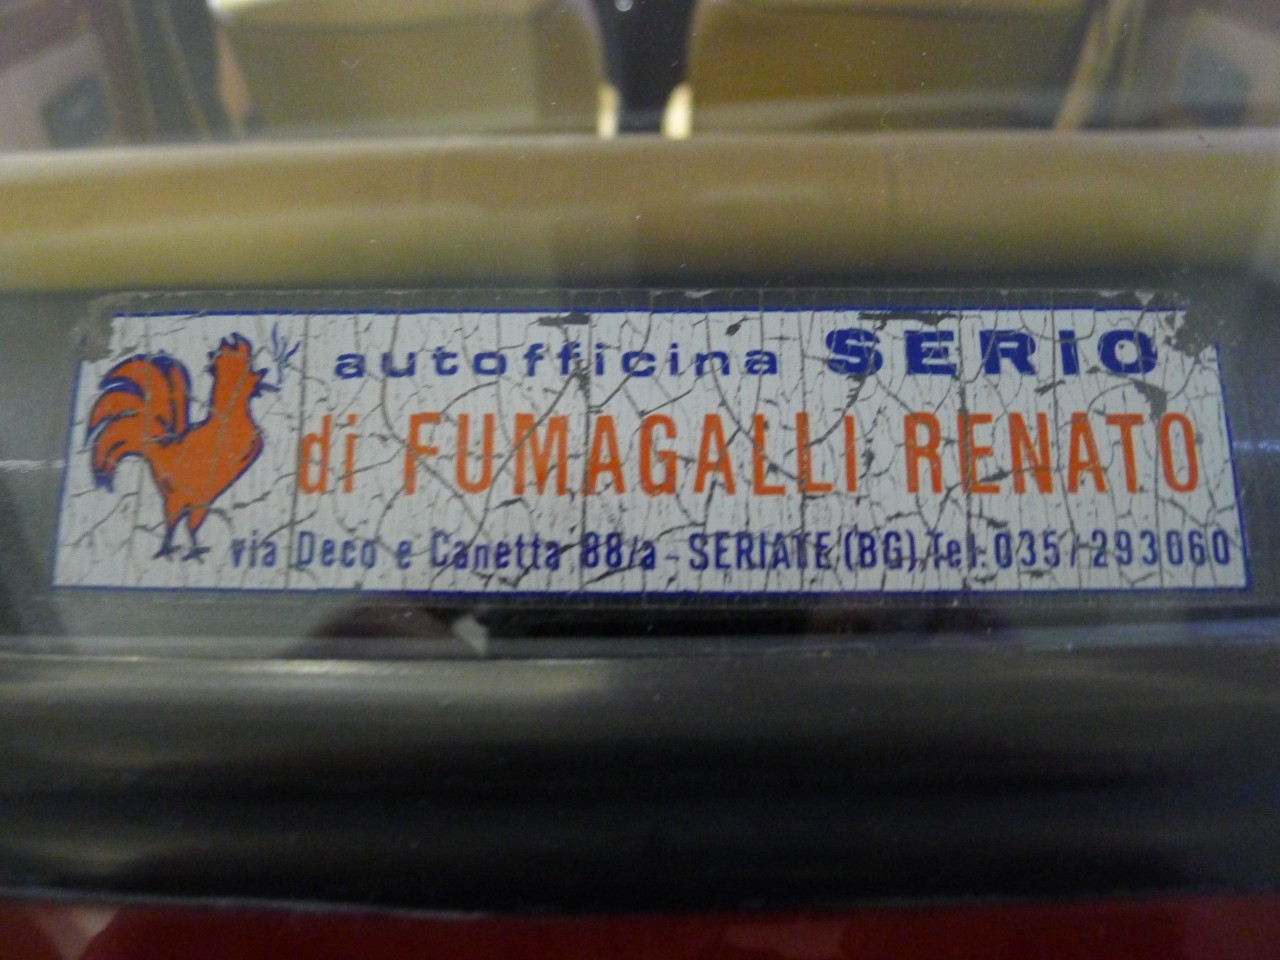 autofficina SERIO
di FUMAGALLI RENATO
via Deco e Canetta 88/a - SERIATE (BG) Tel. 035/293060